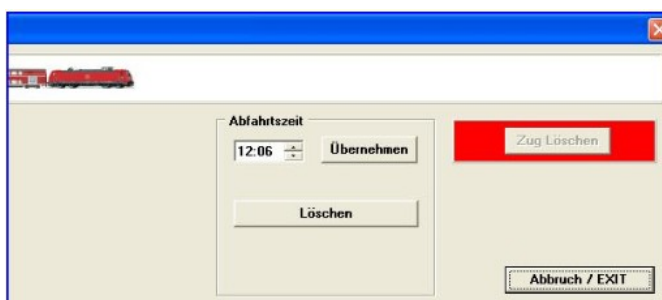 Abfahrtszeit
12:06
Übernehmen
Zug Löschen
Löschen
Abbruch / EXIT